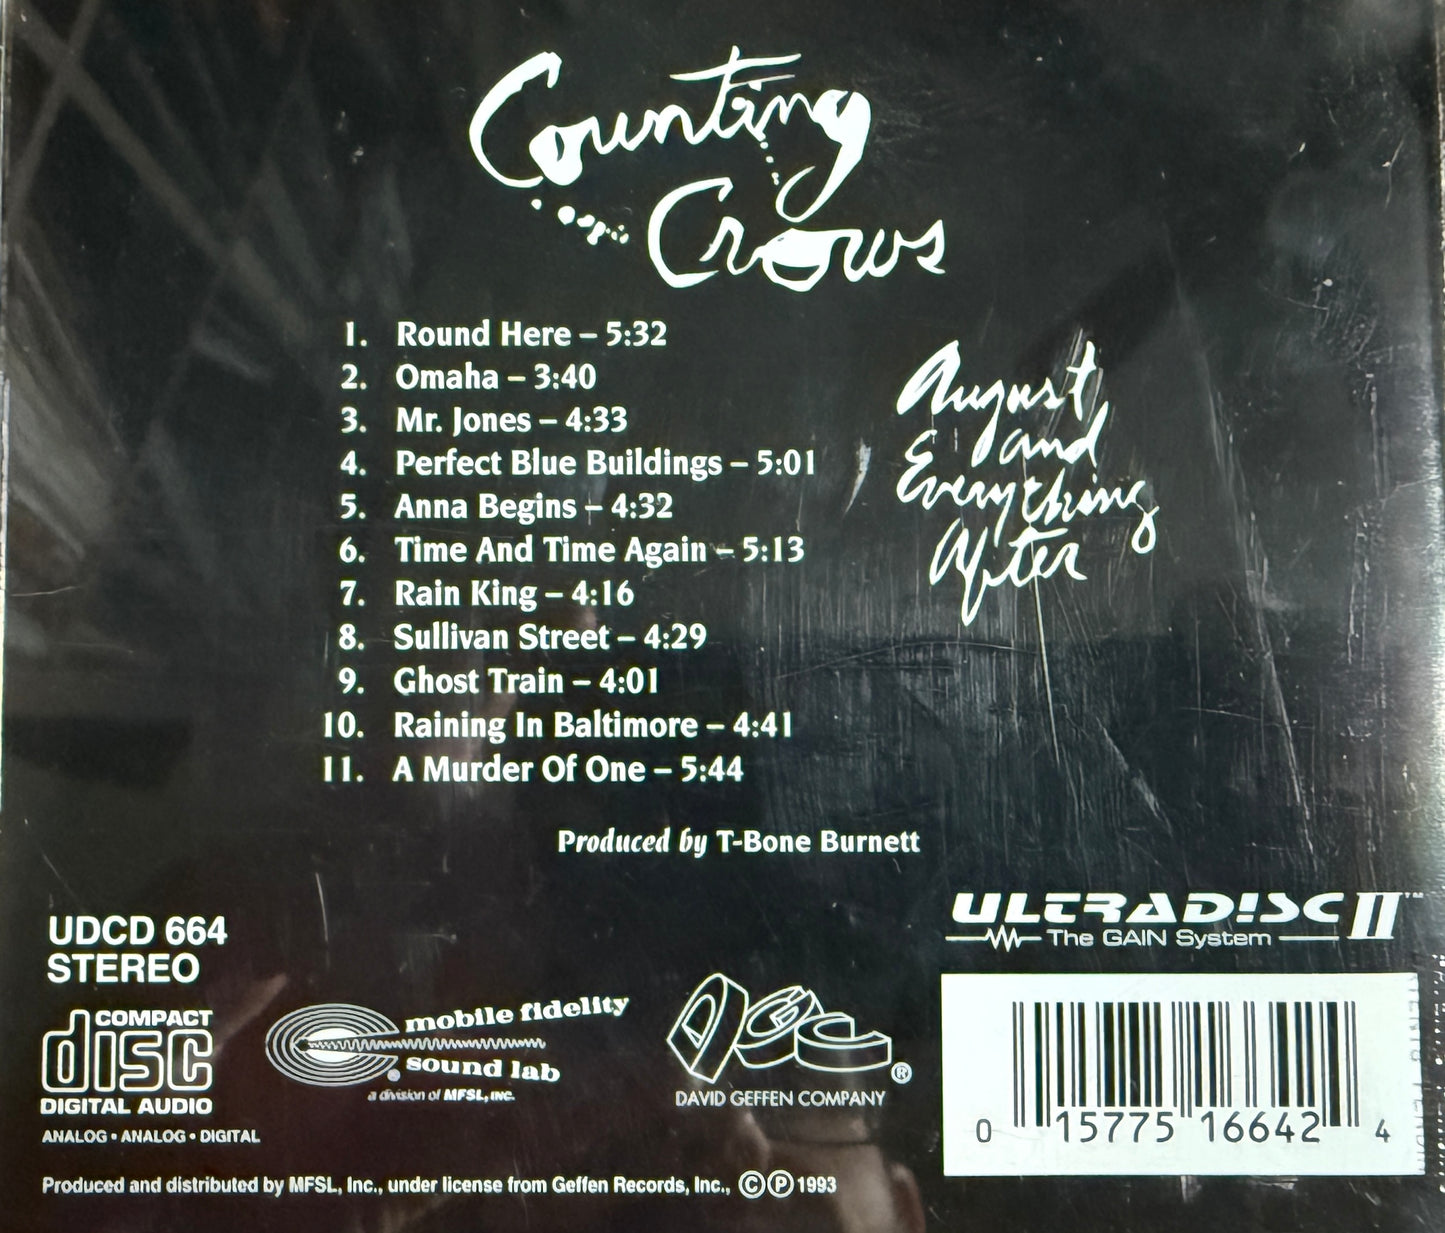 Counting
Crows
1. Round Here – 5:32
2. Omaha – 3:40
3. Mr. Jones – 4:33
4. Perfect Blue Buildings – 5:01
5. Anna Begins – 4:32
6. Time And Time Again – 5:13
7. Rain King – 4:16
8. Sullivan Street – 4:29
9. Ghost Train – 4:01
10. Raining In Baltimore – 4:41
11. A Murder Of One – 5:44
August
and
Everything
After
Produced by T-Bone Burnett
ULTRADISC II™
The GAIN System
UDCD 664
STEREO
COMPACT
disc
DIGITAL AUDIO
ANALOG • ANALOG • DIGITAL
mobile fidelity
sound lab
®
a division of MFSL, INC.
DGC®
DAVID GEFFEN COMPANY
0 15775 16642 4
Produced and distributed by MFSL, Inc., under license from Geffen Records, Inc., ©℗ 1993